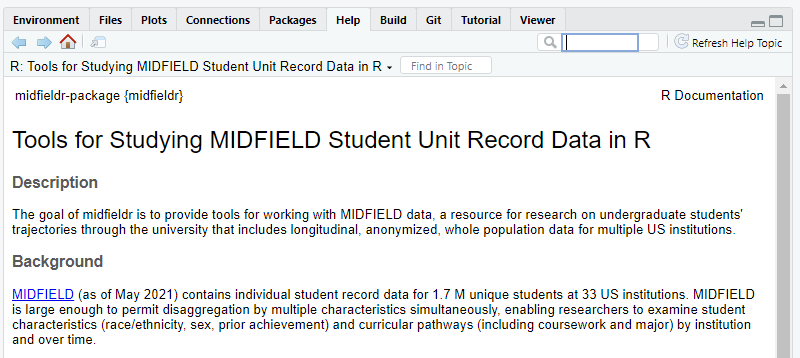 Environment Files Plots Connections Packages Help Build Git Tutorial Viewer
Refresh Help Topic
R: Tools for Studying MIDFIELD Student Unit Record Data in R Find in Topic
midfieldr-package {midfieldr} R Documentation
Tools for Studying MIDFIELD Student Unit Record Data in R
Description
The goal of midfieldr is to provide tools for working with MIDFIELD data, a resource for research on undergraduate students'
trajectories through the university that includes longitudinal, anonymized, whole population data for multiple US institutions.
Background
MIDFIELD (as of May 2021) contains individual student record data for 1.7 M unique students at 33 US institutions. MIDFIELD
is large enough to permit disaggregation by multiple characteristics simultaneously, enabling researchers to examine student
characteristics (race/ethnicity, sex, prior achievement) and curricular pathways (including coursework and major) by institution
and over time.